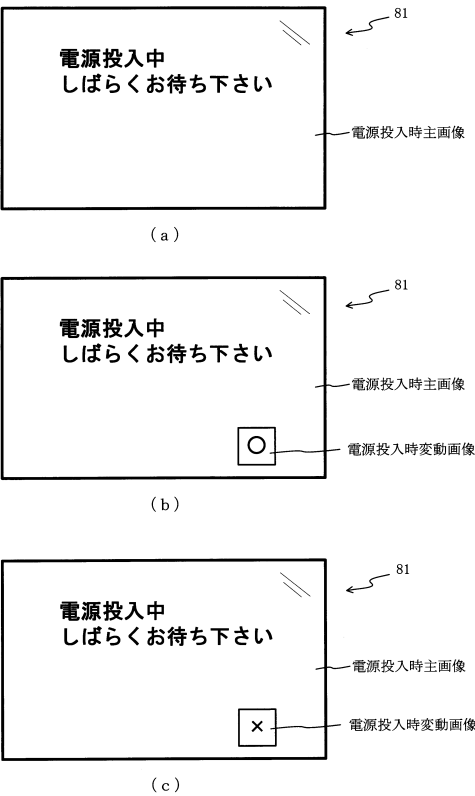 81
電源投入中
しばらくお待ち下さい
電源投入時主画像
(a)
81
電源投入中
しばらくお待ち下さい
電源投入時主画像
○
電源投入時変動画像
(b)
81
電源投入中
しばらくお待ち下さい
電源投入時主画像
×
電源投入時変動画像
(c)